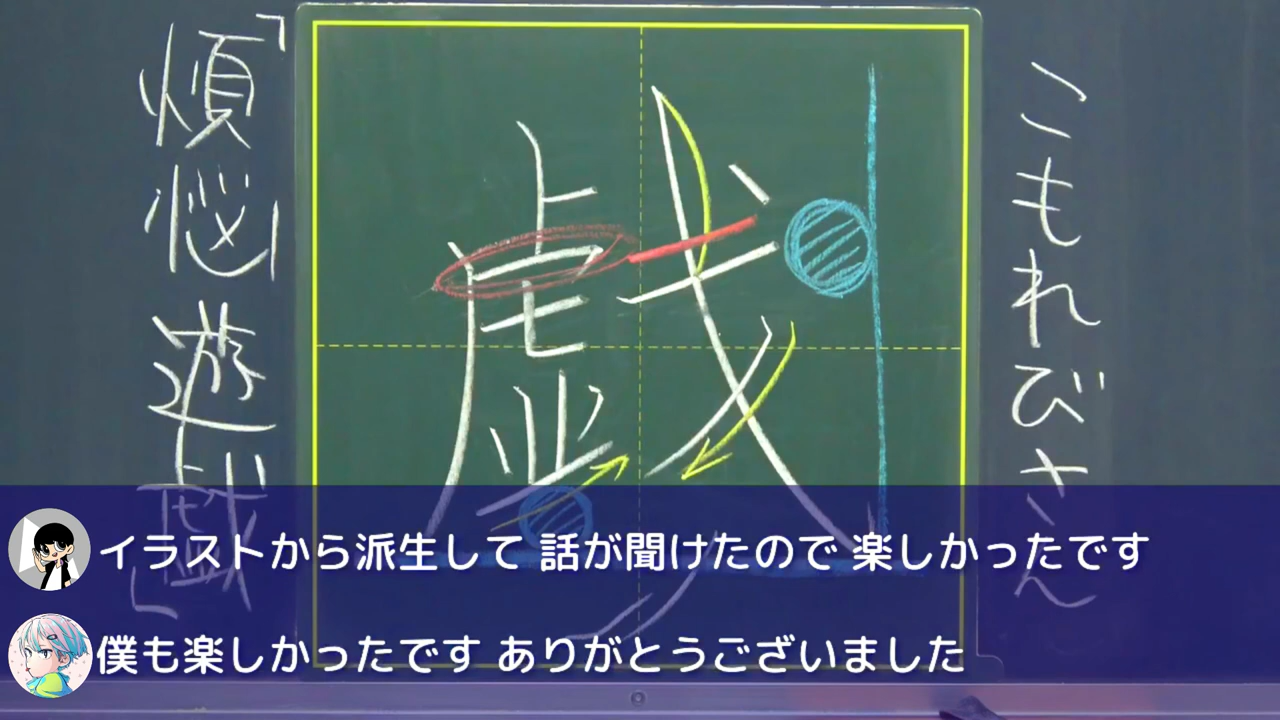 こもれびさん
戯
「煩悩」
遊戯」
イラストから派生して 話が聞けたので 楽しかったです
僕も楽しかったです ありがとうございました